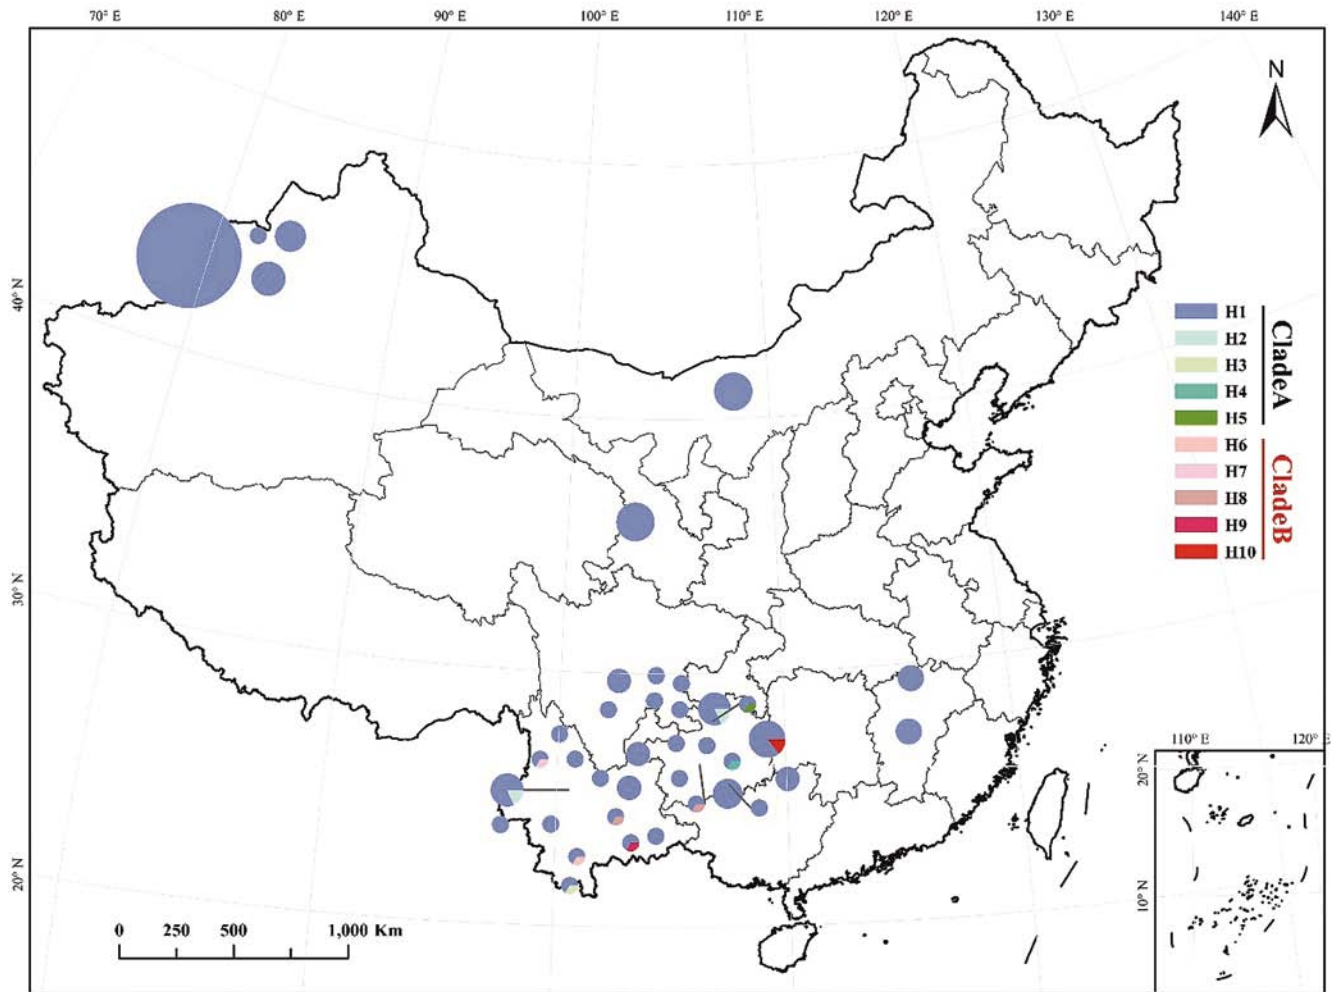 70° E 80° E 90° E 100° E 110° E 120° E 130° E 140° E
N
40° N
30° N
20° N
H1
H2
H3
H4
H5
H6
H7
H8
H9
H10
CladeA
CladeB
110° E 120° E
20° N
10° N
0 250 500 1,000 Km